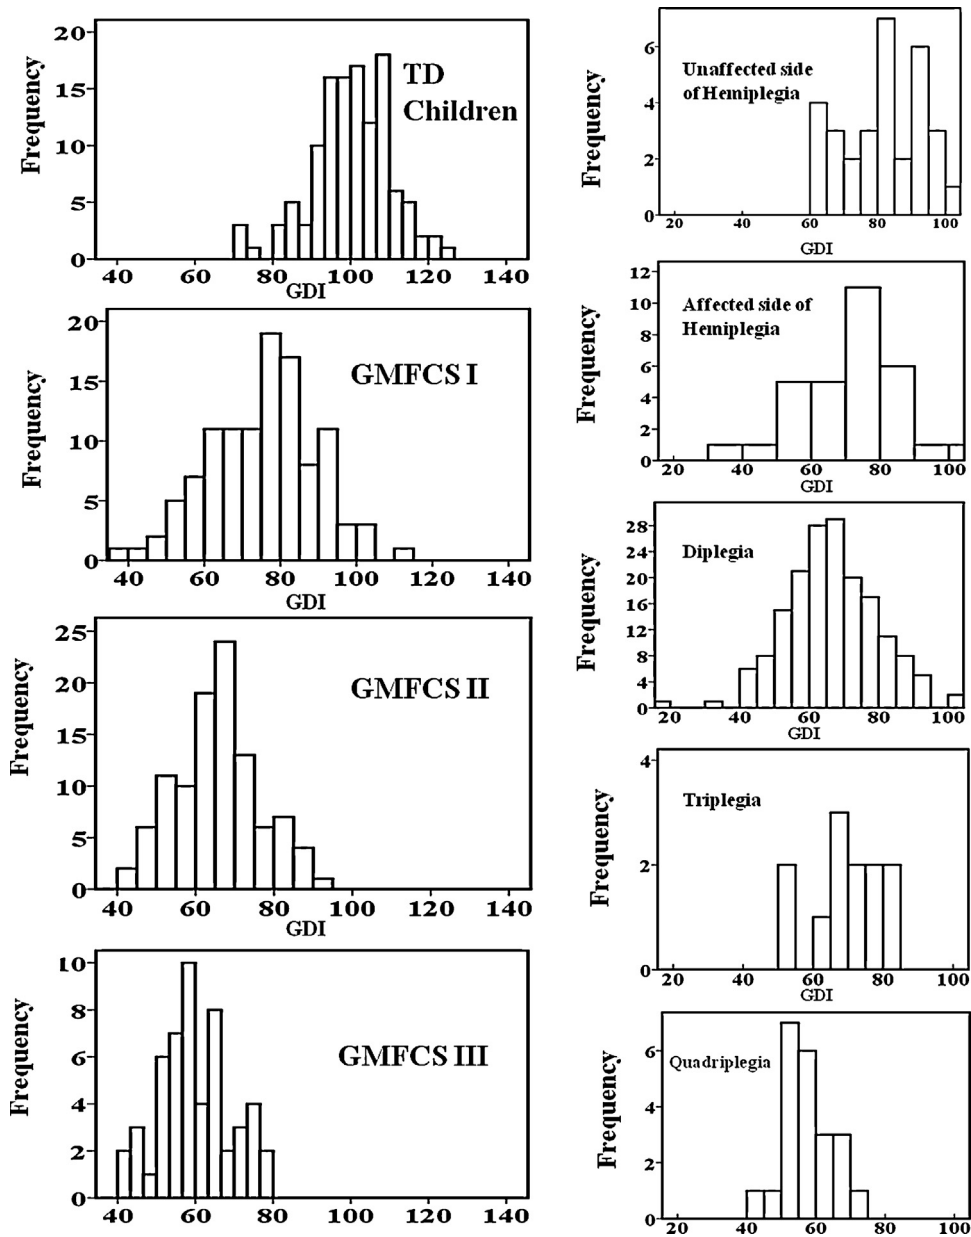 20
15
10
5
0
Frequency
TD
Children
40 60 80 100 120 140
GDI
20
15
10
5
0
Frequency
GMFCS I
40 60 80 100 120 140
GDI
25
20
15
10
5
0
Frequency
GMFCS II
40 60 80 100 120 140
GDI
10
8
6
4
2
0
Frequency
GMFCS III
40 60 80 100 120 140
6
4
2
0
Frequency
Unaffected side
of Hemiplegia
20 40 60 80 100
GDI
12
10
8
6
4
2
0
Frequency
Affected side of
Hemiplegia
20 40 60 80 100
GDI
28
24
20
16
12
8
4
0
Frequency
Diplegia
20 40 60 80 100
GDI
4
2
0
Frequency
Triplegia
20 40 60 80 100
GDI
6
4
2
0
Frequency
Quadriplegia
20 40 60 80 100